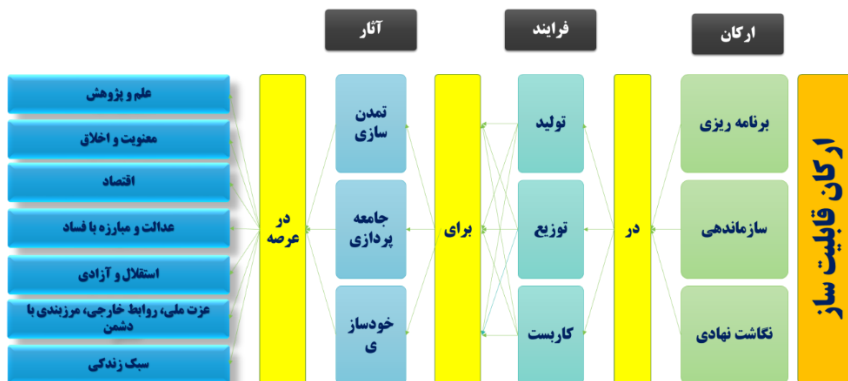 ارکان
فرایند
آثار
ارکان قابلیت ساز
برنامه ریزی
سازماندهی
نگاشت نهادی
در
تولید
توزیع
کاربست
برای
تمدن
سازی
جامعه
پردازی
خودساز
ی
در
عرصه
علم و پژوهش
معنویت و اخلاق
اقتصاد
عدالت و مبارزه با فساد
استقلال و آزادی
عزت ملی، روابط خارجی، مرزبندی با
دشمن
سبک زندگی